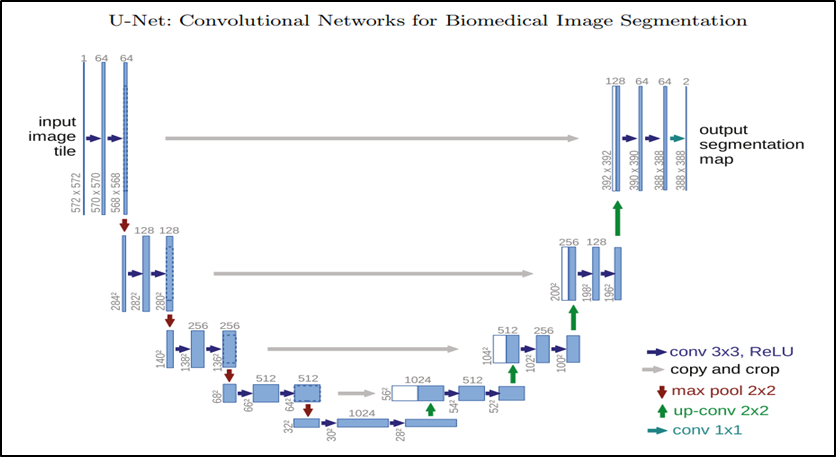 U-Net: Convolutional Networks for Biomedical Image Segmentation
1 64 64
input
image
tile
572 x 572
570 x 570
568 x 568
128 64 64 2
output
segmentation
map
392 x 392
390 x 390
388 x 388
388 x 388
128 128
284²
282²
280²
256 128
200²
198²
196²
256 256
140²
138²
136²
512 256
104²
102²
100²
512 512
68²
66²
64²
1024 512
56²
54²
52²
1024
32²
30²
28²
conv 3x3, ReLU
copy and crop
max pool 2x2
up-conv 2x2
conv 1x1